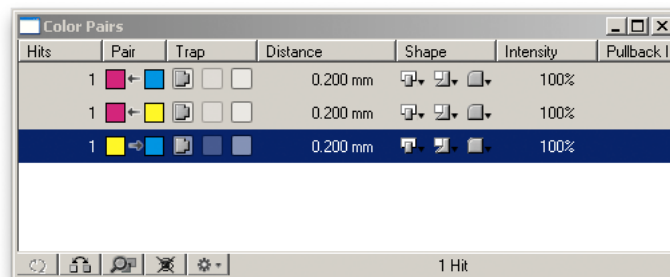 Color Pairs
Hits Pair Trap Distance Shape Intensity Pullback
1 0.200 mm 100%
1 0.200 mm 100%
1 0.200 mm 100%
1 Hit